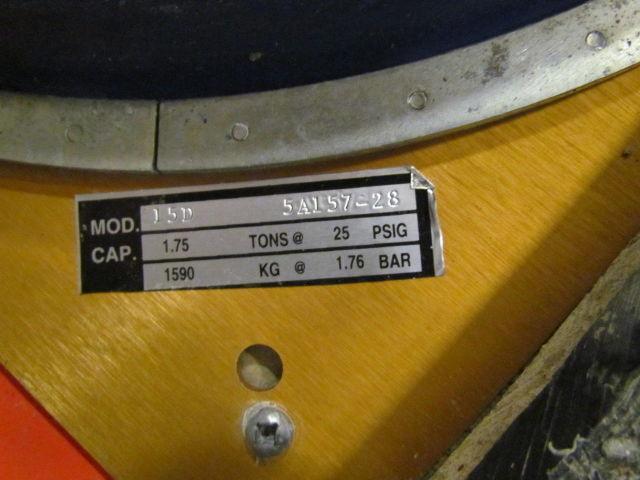 MOD. 15D 5A157-28
CAP. 1.75 TONS @ 25 PSIG
1590 KG @ 1.76 BAR